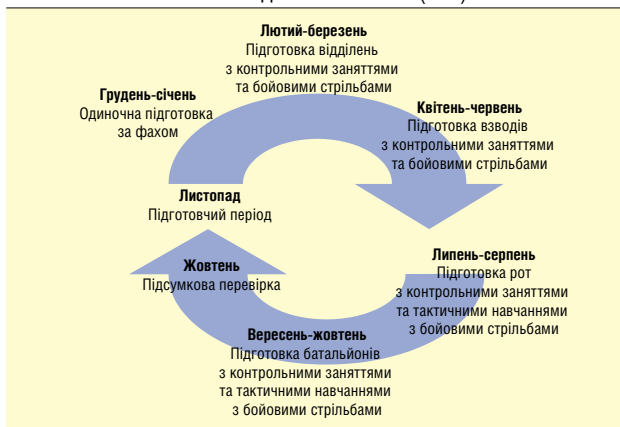 Лютий-березень
Підготовка відділень
з контрольними заняттями
та бойовими стрільбами
Грудень-січень
Одиночна підготовка
за фахом
Квітень-червень
Підготовка взводів
з контрольними заняттями
та бойовими стрільбами
Листопад
Підготовчий період
Липень-серпень
Підготовка рот
з контрольними заняттями
та тактичними навчаннями
з бойовими стрільбами
Жовтень
Підсумкова перевірка
Вересень-жовтень
Підготовка батальйонів
з контрольними заняттями
та тактичними навчаннями
з бойовими стрільбами